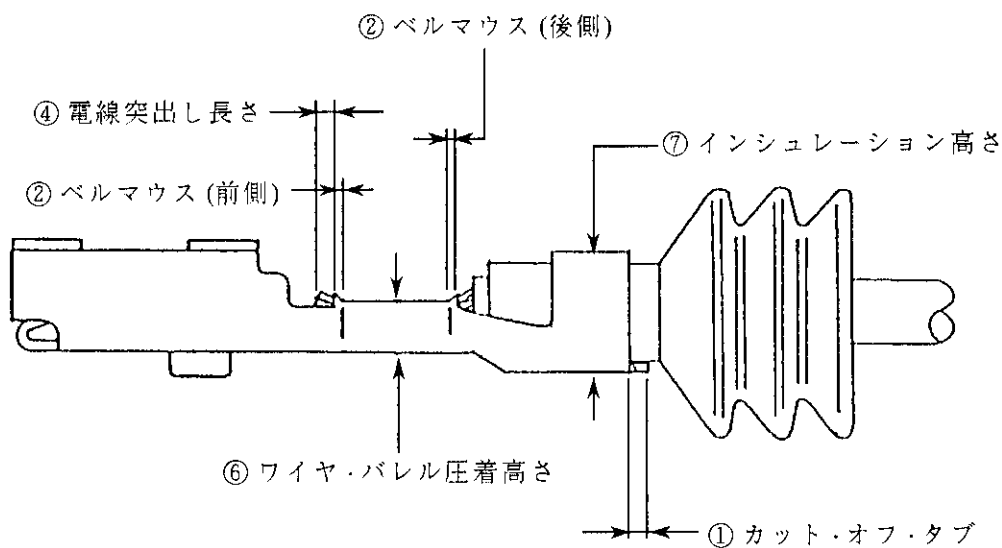 ② ベルマウス (後側)
④ 電線突出し長さ
⑦ インシュレーション高さ
② ベルマウス (前側)
⑥ ワイヤ・バレル圧着高さ
① カット・オフ・タブ